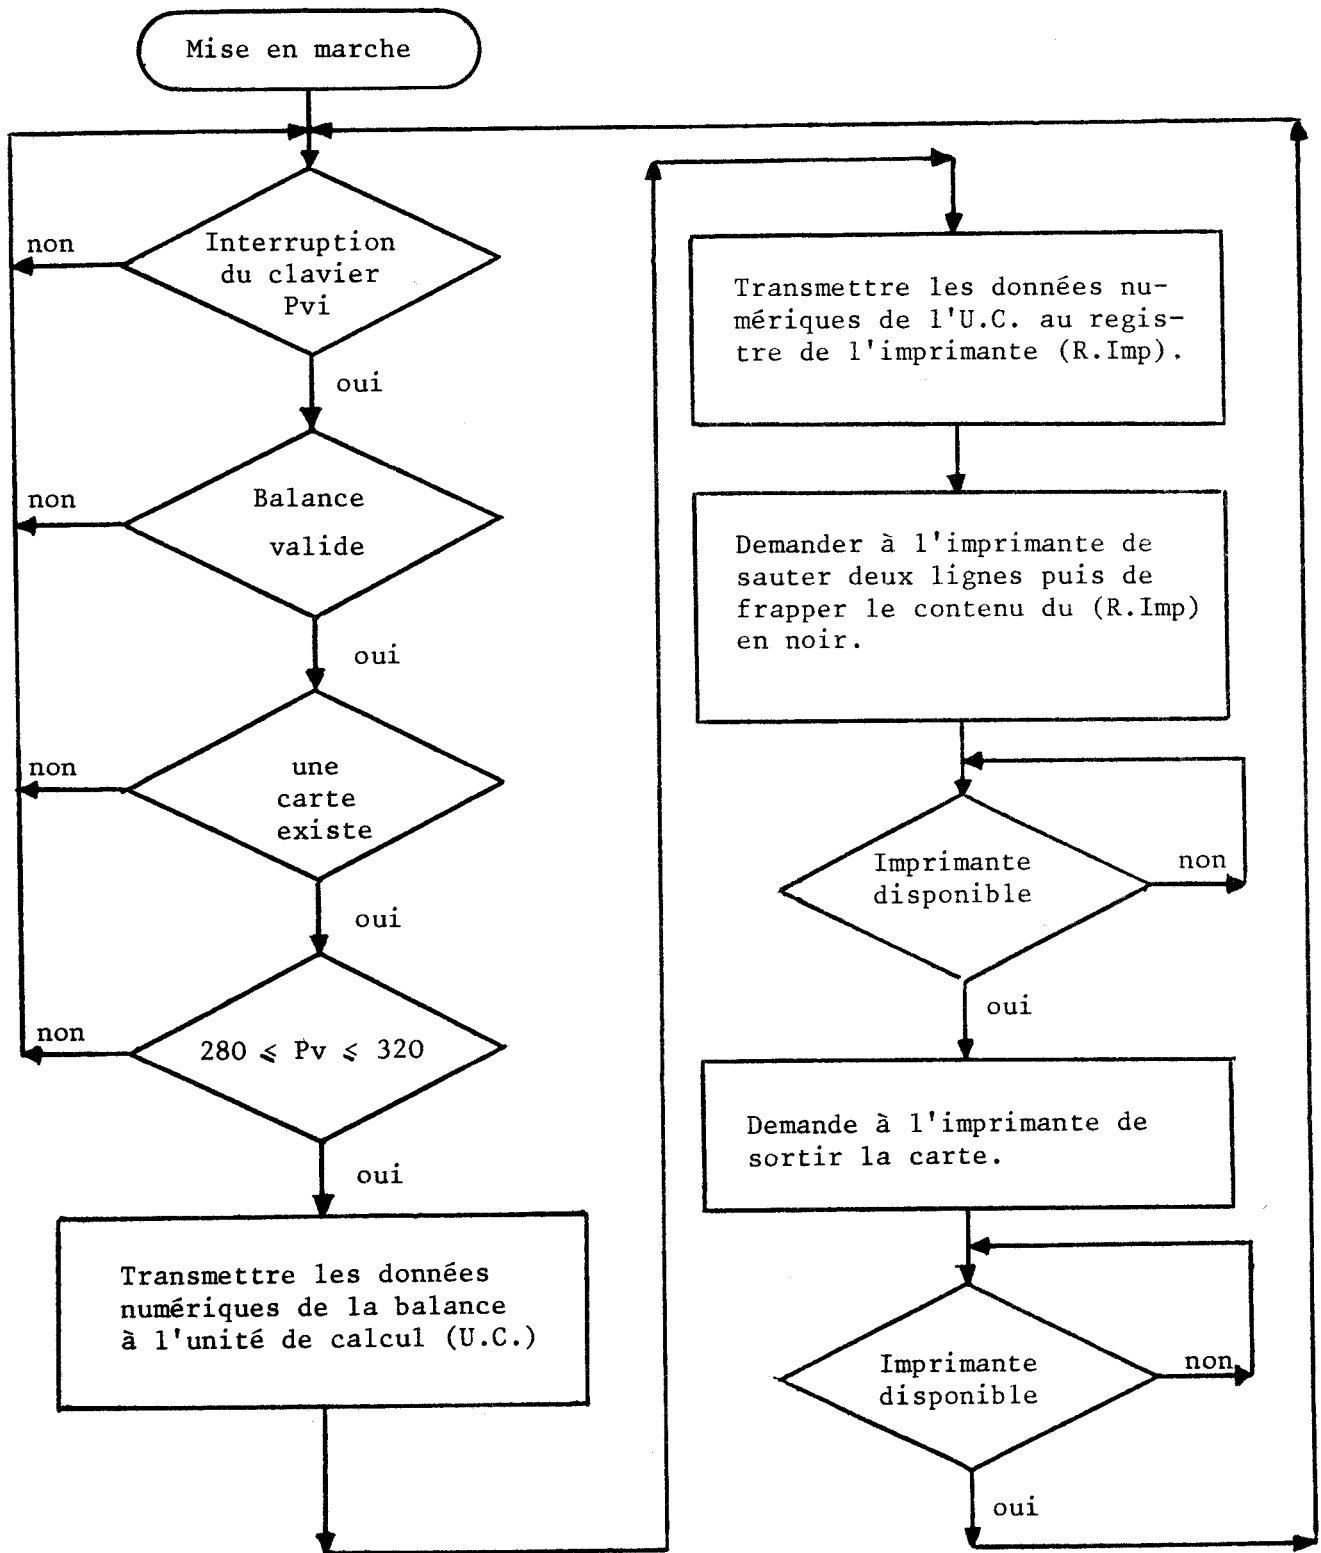 Mise en marche
non
Interruption
du clavier
Pvi
oui
non
Balance
valide
oui
non
une
carte
existe
oui
non
280 ⩽ Pv ⩽ 320
oui
Transmettre les données
numériques de la balance
à l'unité de calcul (U.C.)
Transmettre les données nu-
mériques de l'U.C. au regis-
tre de l'imprimante (R.Imp).
Demander à l'imprimante de
sauter deux lignes puis de
frapper le contenu du (R.Imp)
en noir.
Imprimante
disponible
non
oui
Demande à l'imprimante de
sortir la carte.
Imprimante
disponible
non
oui